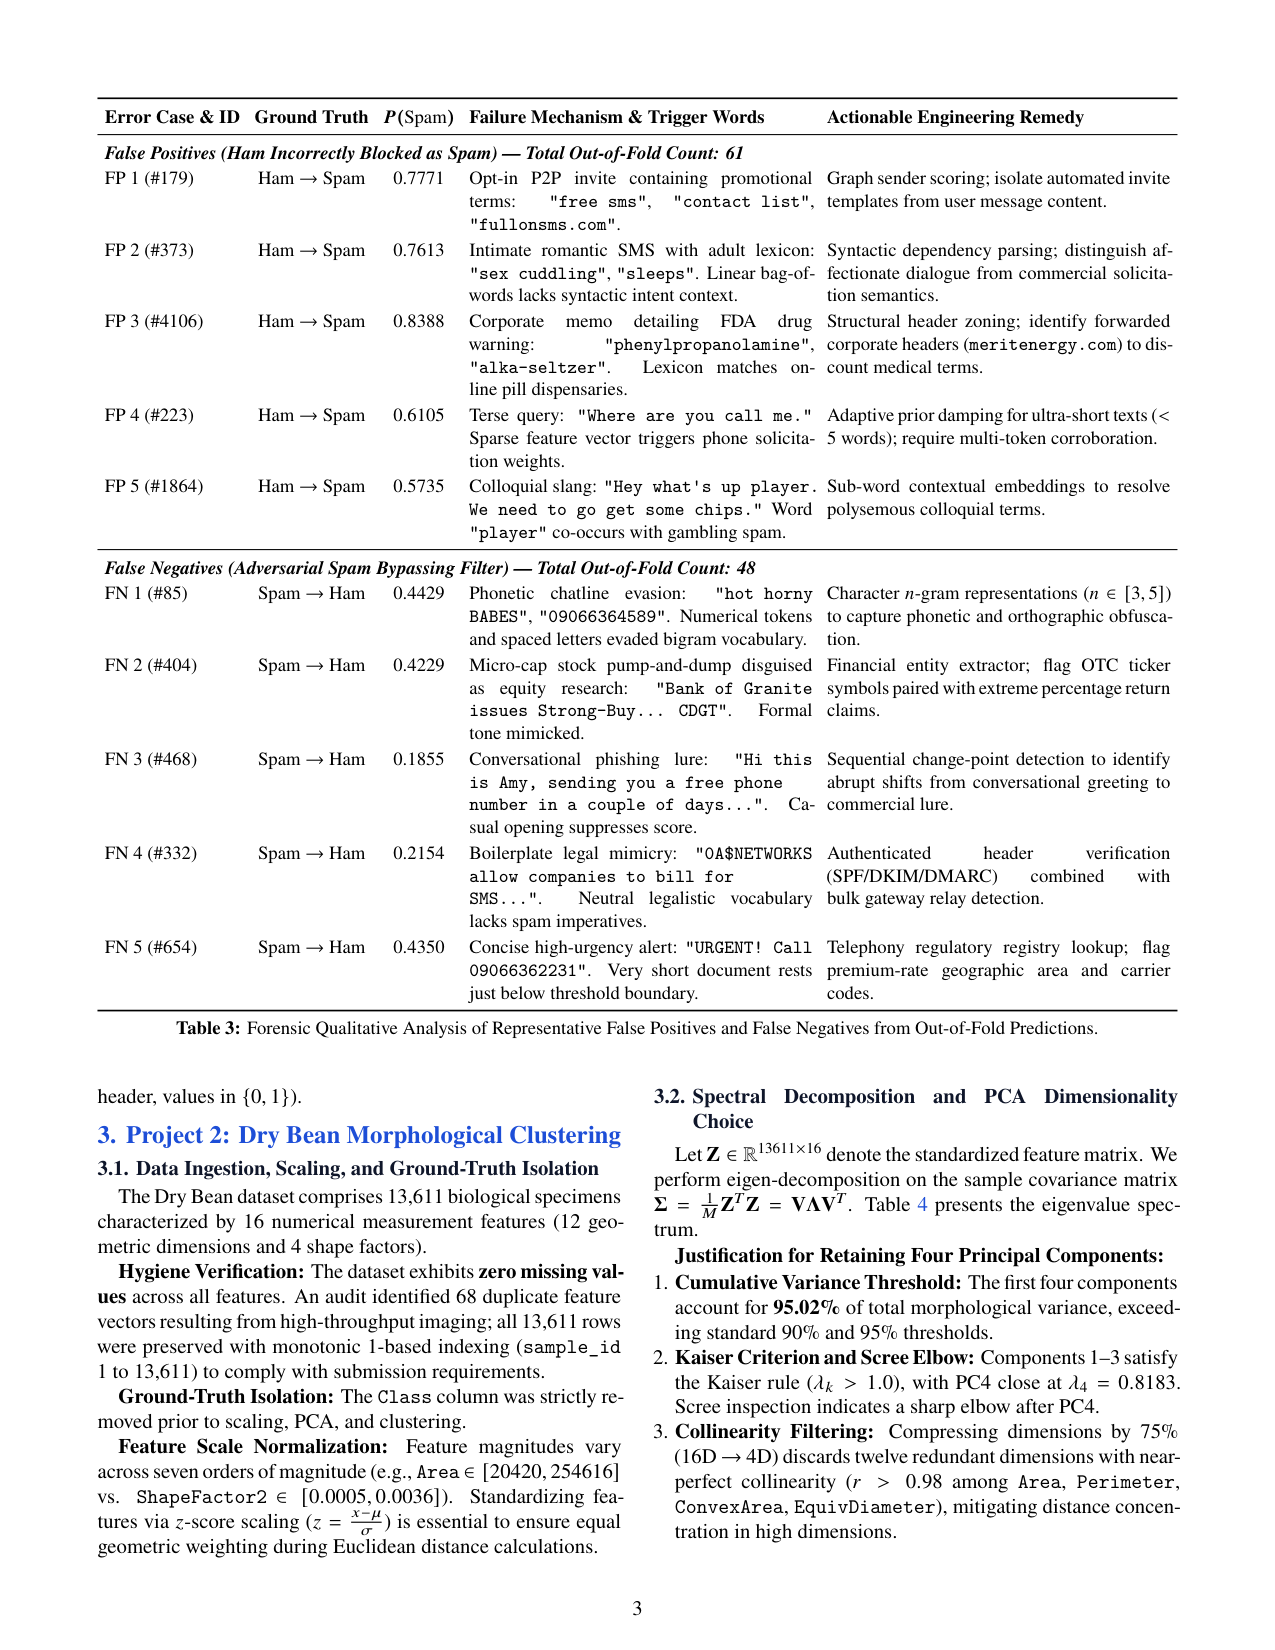 Error Case & ID Ground Truth P(Spam) Failure Mechanism & Trigger Words Actionable Engineering Remedy
False Positives (Ham Incorrectly Blocked as Spam) — Total Out-of-Fold Count: 61
FP 1 (#179) Ham → Spam 0.7771 Opt-in P2P invite containing promotional Graph sender scoring; isolate automated invite
terms: "free sms", "contact list", templates from user message content.
"fullonsms.com".
FP 2 (#373) Ham → Spam 0.7613 Intimate romantic SMS with adult lexicon: Syntactic dependency parsing; distinguish af-
"sex cuddling", "sleeps". Linear bag-of- fectionate dialogue from commercial solicita-
words lacks syntactic intent context. tion semantics.
FP 3 (#4106) Ham → Spam 0.8388 Corporate memo detailing FDA drug Structural header zoning; identify forwarded
warning: "phenylpropanolamine", corporate headers (meritenergy.com) to dis-
"alka-seltzer". Lexicon matches on- count medical terms.
line pill dispensaries.
FP 4 (#223) Ham → Spam 0.6105 Terse query: "Where are you call me." Adaptive prior damping for ultra-short texts (<
Sparse feature vector triggers phone solicita- 5 words); require multi-token corroboration.
tion weights.
FP 5 (#1864) Ham → Spam 0.5735 Colloquial slang: "Hey what's up player. Sub-word contextual embeddings to resolve
We need to go get some chips." Word polysemous colloquial terms.
"player" co-occurs with gambling spam.
False Negatives (Adversarial Spam Bypassing Filter) — Total Out-of-Fold Count: 48
FN 1 (#85) Spam → Ham 0.4429 Phonetic chatline evasion: "hot horny Character n-gram representations (n ∈ [3, 5])
BABES", "09066364589". Numerical tokens to capture phonetic and orthographic obfusca-
and spaced letters evaded bigram vocabulary. tion.
FN 2 (#404) Spam → Ham 0.4229 Micro-cap stock pump-and-dump disguised Financial entity extractor; flag OTC ticker
as equity research: "Bank of Granite symbols paired with extreme percentage return
issues Strong-Buy... CDGT". Formal claims.
tone mimicked.
FN 3 (#468) Spam → Ham 0.1855 Conversational phishing lure: "Hi this Sequential change-point detection to identify
is Amy, sending you a free phone abrupt shifts from conversational greeting to
number in a couple of days...". Ca- commercial lure.
sual opening suppresses score.
FN 4 (#332) Spam → Ham 0.2154 Boilerplate legal mimicry: "0A$NETWORKS Authenticated header verification
allow companies to bill for (SPF/DKIM/DMARC) combined with
SMS...". Neutral legalistic vocabulary bulk gateway relay detection.
lacks spam imperatives.
FN 5 (#654) Spam → Ham 0.4350 Concise high-urgency alert: "URGENT! Call Telephony regulatory registry lookup; flag
09066362231". Very short document rests premium-rate geographic area and carrier
just below threshold boundary. codes.
Table 3: Forensic Qualitative Analysis of Representative False Positives and False Negatives from Out-of-Fold Predictions.
header, values in {0, 1}).
3. Project 2: Dry Bean Morphological Clustering
3.1. Data Ingestion, Scaling, and Ground-Truth Isolation
The Dry Bean dataset comprises 13,611 biological specimens
characterized by 16 numerical measurement features (12 geo-
metric dimensions and 4 shape factors).
Hygiene Verification: The dataset exhibits zero missing val-
ues across all features. An audit identified 68 duplicate feature
vectors resulting from high-throughput imaging; all 13,611 rows
were preserved with monotonic 1-based indexing (sample_id
1 to 13,611) to comply with submission requirements.
Ground-Truth Isolation: The Class column was strictly re-
moved prior to scaling, PCA, and clustering.
Feature Scale Normalization: Feature magnitudes vary
across seven orders of magnitude (e.g., Area ∈ [20420, 254616]
vs. ShapeFactor2 ∈ [0.0005, 0.0036]). Standardizing fea-
tures via z-score scaling (z = x−μ/σ) is essential to ensure equal
geometric weighting during Euclidean distance calculations.
3.2. Spectral Decomposition and PCA Dimensionality
Choice
Let Z ∈ ℝ^13611×16 denote the standardized feature matrix. We
perform eigen-decomposition on the sample covariance matrix
Σ = 1/M Z^T Z = VΛV^T. Table 4 presents the eigenvalue spec-
trum.
Justification for Retaining Four Principal Components:
1. Cumulative Variance Threshold: The first four components
account for 95.02% of total morphological variance, exceed-
ing standard 90% and 95% thresholds.
2. Kaiser Criterion and Scree Elbow: Components 1–3 satisfy
the Kaiser rule (λk > 1.0), with PC4 close at λ4 = 0.8183.
Scree inspection indicates a sharp elbow after PC4.
3. Collinearity Filtering: Compressing dimensions by 75%
(16D → 4D) discards twelve redundant dimensions with near-
perfect collinearity (r > 0.98 among Area, Perimeter,
ConvexArea, EquivDiameter), mitigating distance concen-
tration in high dimensions.
3